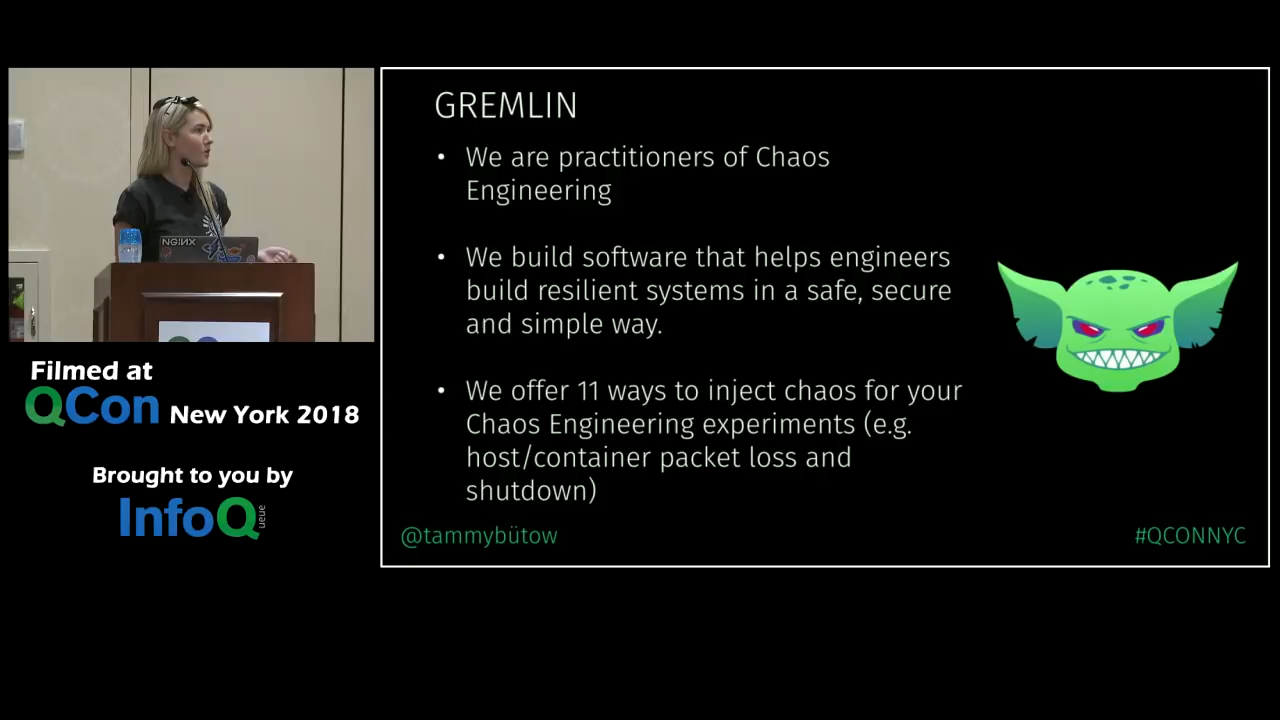 GREMLIN
• We are practitioners of Chaos
Engineering
• We build software that helps engineers
build resilient systems in a safe, secure
and simple way.
• We offer 11 ways to inject chaos for your
Chaos Engineering experiments (e.g.
host/container packet loss and
shutdown)
@tammybütow
#QCONNYC
NGINX
Filmed at
QCon New York 2018
Brought to you by
InfoQueue